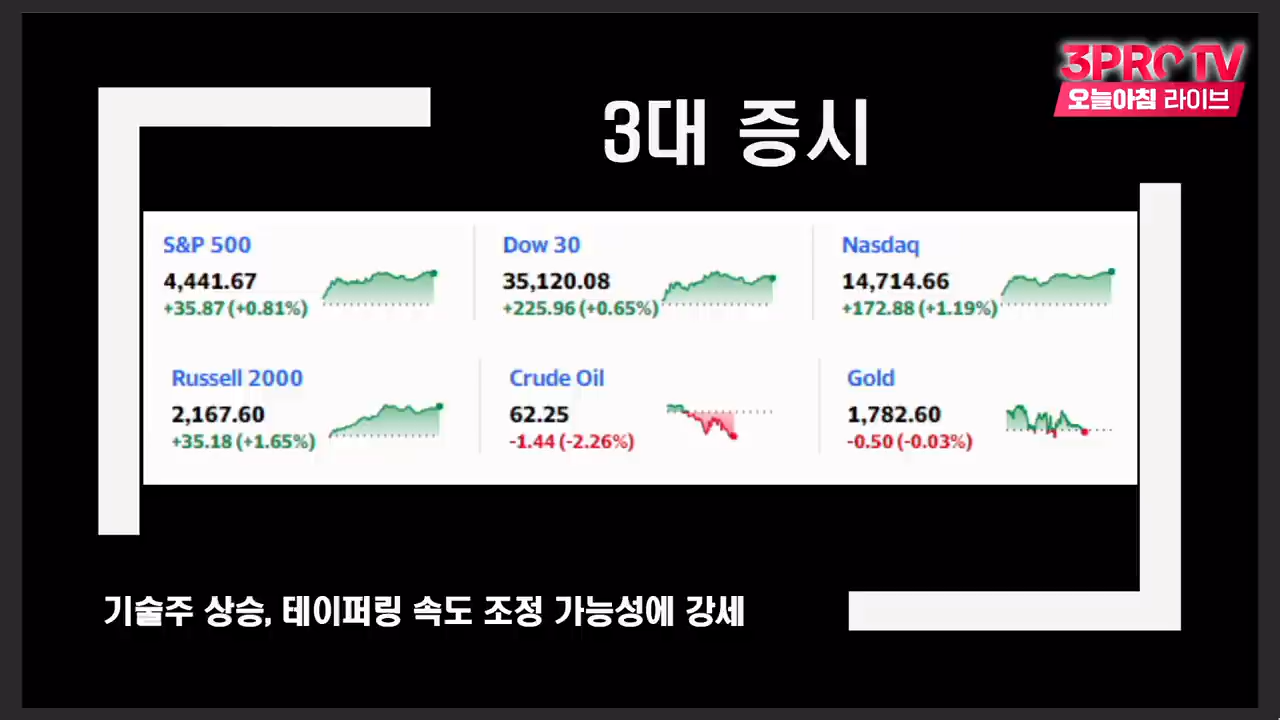 3PRO TV
오늘아침 라이브
3대 증시
S&P 500
4,441.67
+35.87 (+0.81%)
Dow 30
35,120.08
+225.96 (+0.65%)
Nasdaq
14,714.66
+172.88 (+1.19%)
Russell 2000
2,167.60
+35.18 (+1.65%)
Crude Oil
62.25
-1.44 (-2.26%)
Gold
1,782.60
-0.50 (-0.03%)
기술주 상승, 테이퍼링 속도 조정 가능성에 강세